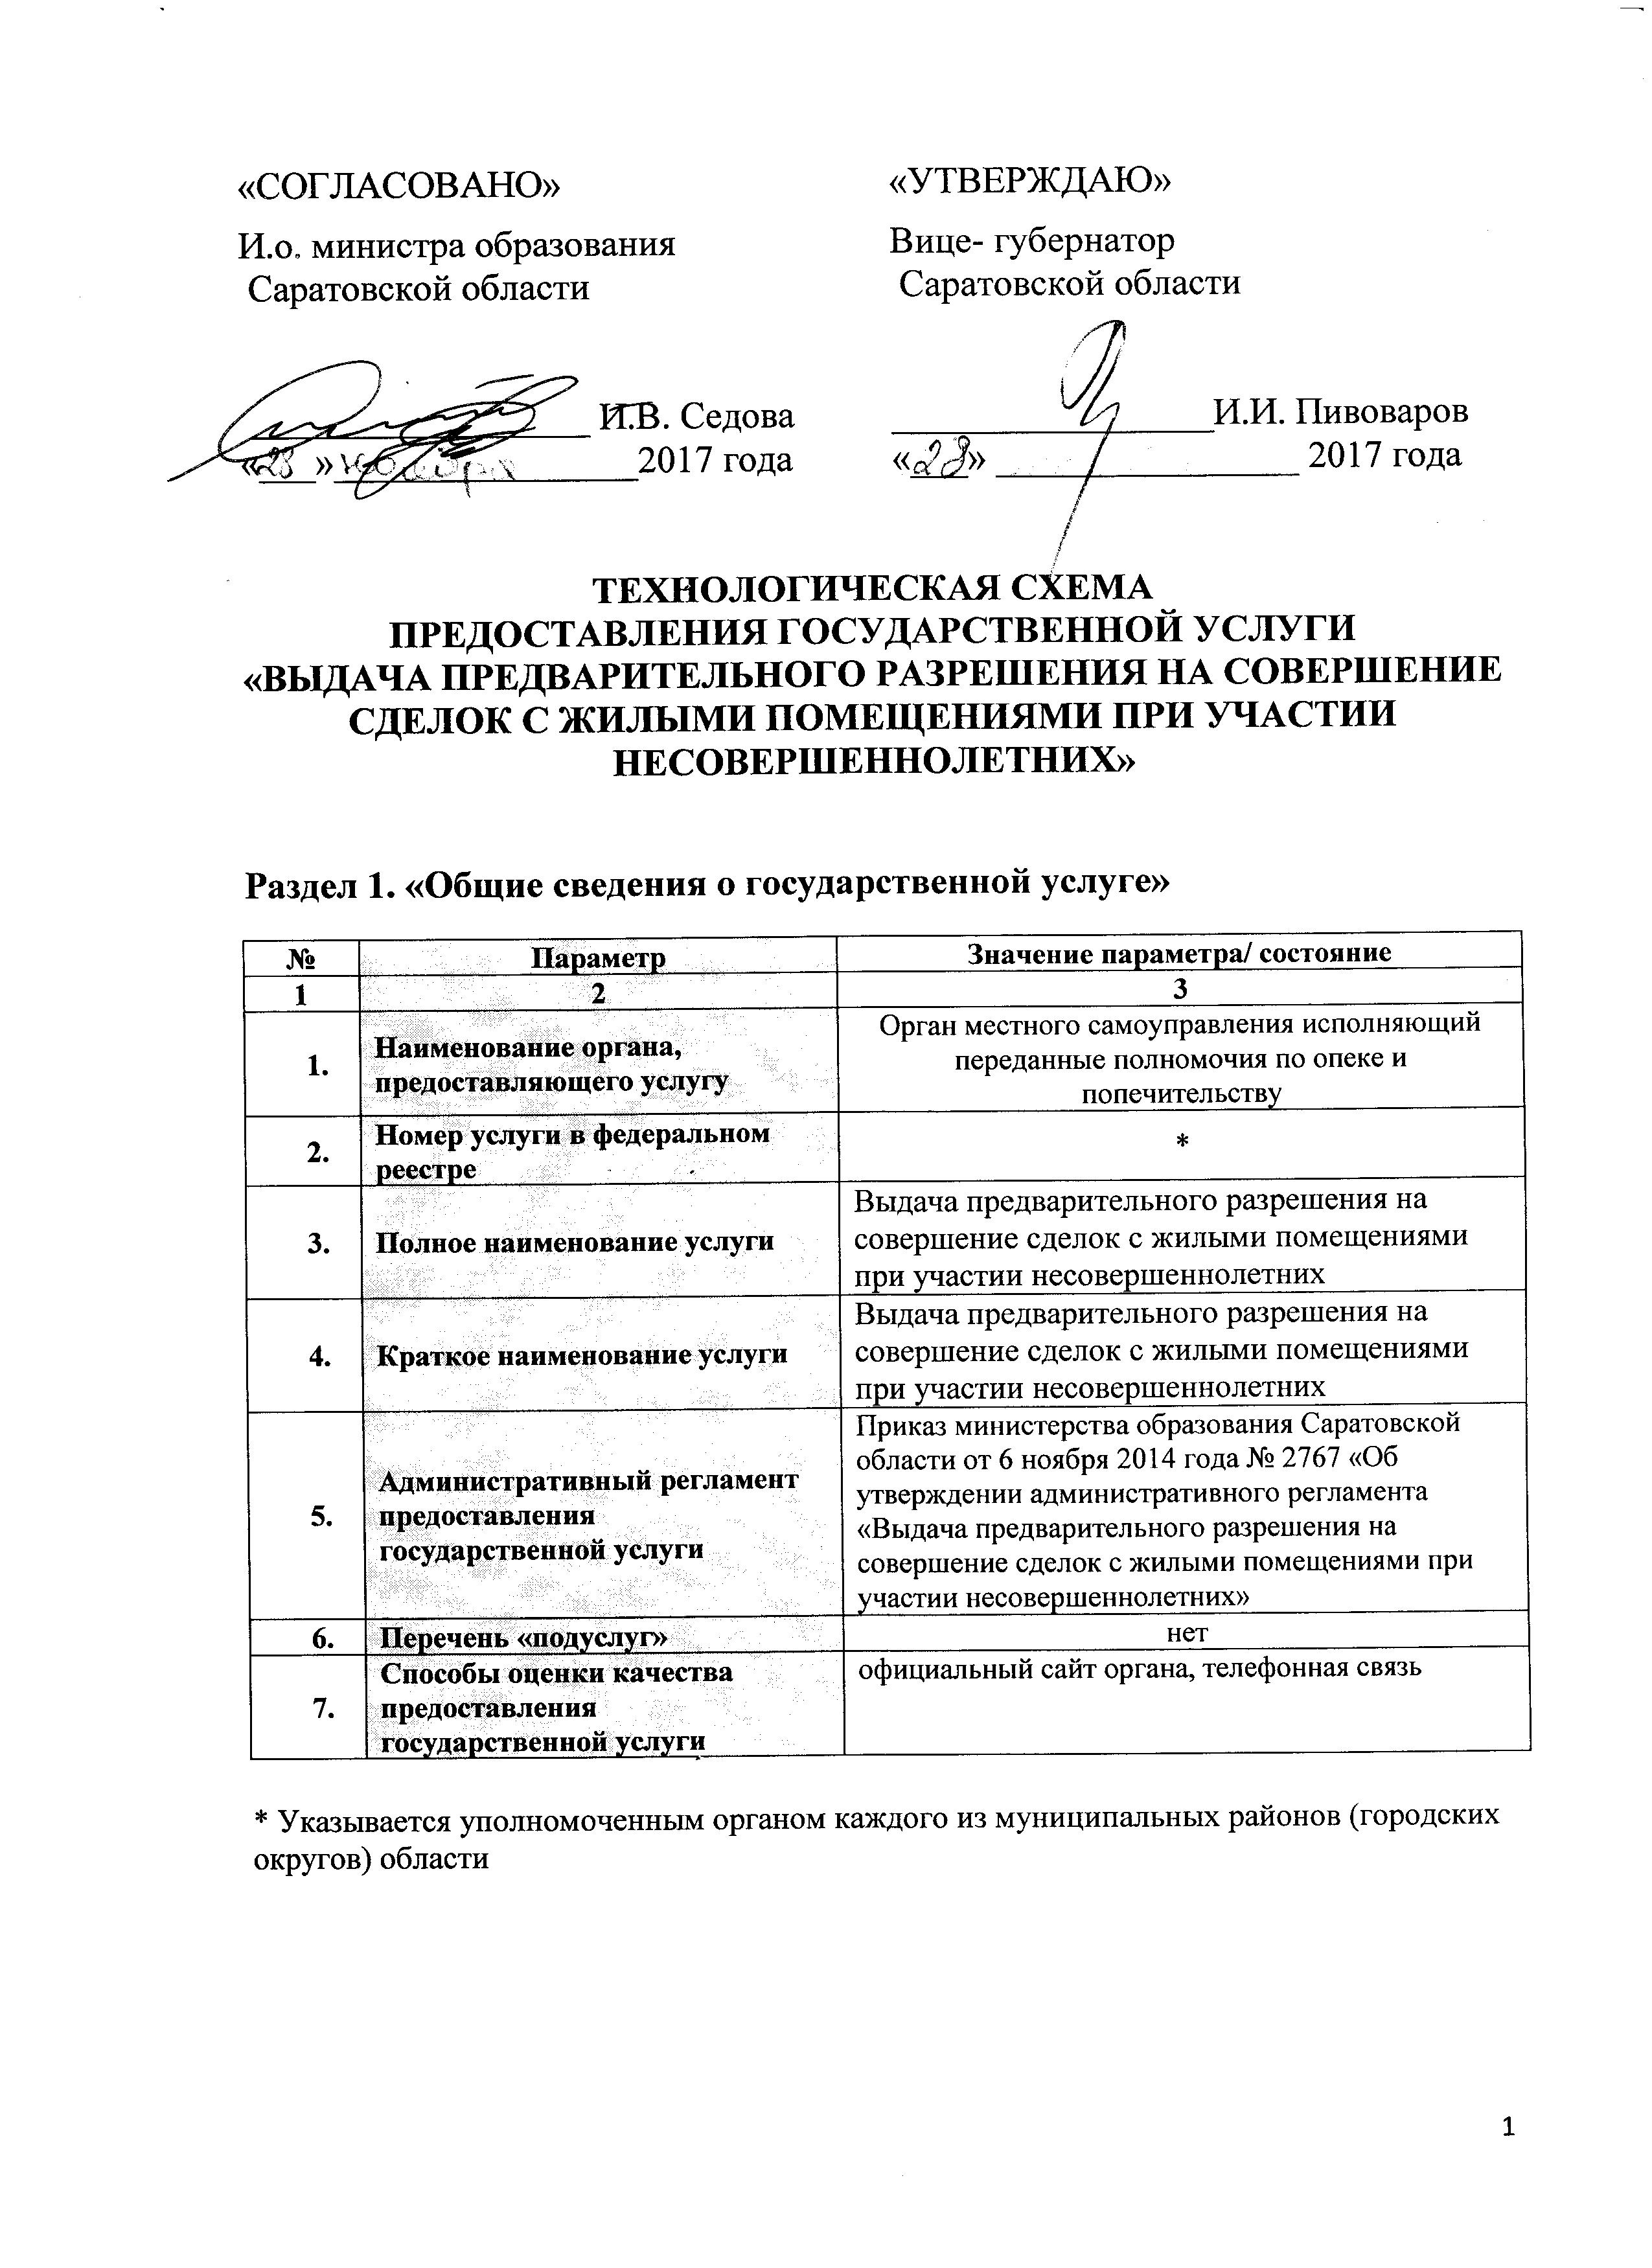 «СОГЛАСОВАНО»
И.о. министра образования
Саратовской области
И.В. Седова
«28» ноября 2017 года
«УТВЕРЖДАЮ»
Вице- губернатор
Саратовской области
И.И. Пивоваров
«28» 2017 года
ТЕХНОЛОГИЧЕСКАЯ СХЕМА
ПРЕДОСТАВЛЕНИЯ ГОСУДАРСТВЕННОЙ УСЛУГИ
«ВЫДАЧА ПРЕДВАРИТЕЛЬНОГО РАЗРЕШЕНИЯ НА СОВЕРШЕНИЕ
СДЕЛОК С ЖИЛЫМИ ПОМЕЩЕНИЯМИ ПРИ УЧАСТИИ
НЕСОВЕРШЕННОЛЕТНИХ»
Раздел 1. «Общие сведения о государственной услуге»
№ Параметр Значение параметра/ состояние
1 2 3
1.
Наименование органа,
предоставляющего услугу
Орган местного самоуправления исполняющий
переданные полномочия по опеке и
попечительству
2.
Номер услуги в федеральном
реестре
*
3.
Полное наименование услуги
Выдача предварительного разрешения на
совершение сделок с жилыми помещениями
при участии несовершеннолетних
4.
Краткое наименование услуги
Выдача предварительного разрешения на
совершение сделок с жилыми помещениями
при участии несовершеннолетних
5.
Административный регламент
предоставления
государственной услуги
Приказ министерства образования Саратовской
области от 6 ноября 2014 года № 2767 «Об
утверждении административного регламента
«Выдача предварительного разрешения на
совершение сделок с жилыми помещениями при
участии несовершеннолетних»
6. Перечень «подуслуг» нет
7.
Способы оценки качества
предоставления
государственной услуги
официальный сайт органа, телефонная связь
* Указывается уполномоченным органом каждого из муниципальных районов (городских
округов) области
1